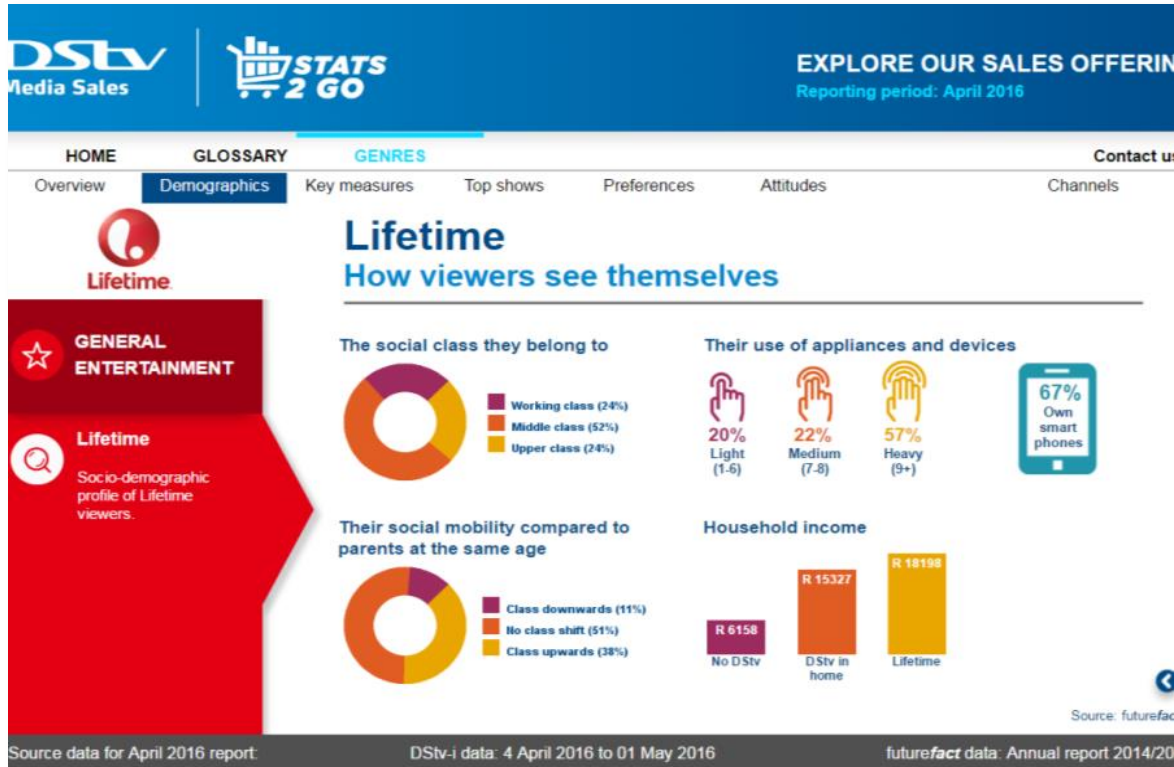 DStv
Media Sales
STATS
2 GO
EXPLORE OUR SALES OFFERIN
Reporting period: April 2016
HOME GLOSSARY GENRES Contact us
Overview Demographics Key measures Top shows Preferences Attitudes Channels
Lifetime
GENERAL
ENTERTAINMENT
Lifetime
Socio-demographic
profile of Lifetime
viewers.
Lifetime
How viewers see themselves
The social class they belong to
Working class (24%)
Middle class (52%)
Upper class (24%)
Their use of appliances and devices
20% 22% 57%
Light Medium Heavy
(1-6) (7-8) (9+)
67%
Own
smart
phones
Their social mobility compared to
parents at the same age
Class downwards (11%)
No class shift (51%)
Class upwards (38%)
Household income
R 6158 R 15327 R 18198
No DStv DStv in Lifetime
home
Source: futurefac
Source data for April 2016 report: DStv-i data: 4 April 2016 to 01 May 2016 futurefact data: Annual report 2014/20